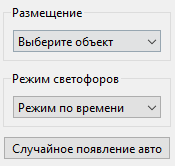 Размещение
Выберите объект
Режим светофоров
Режим по времени
Случайное появление авто